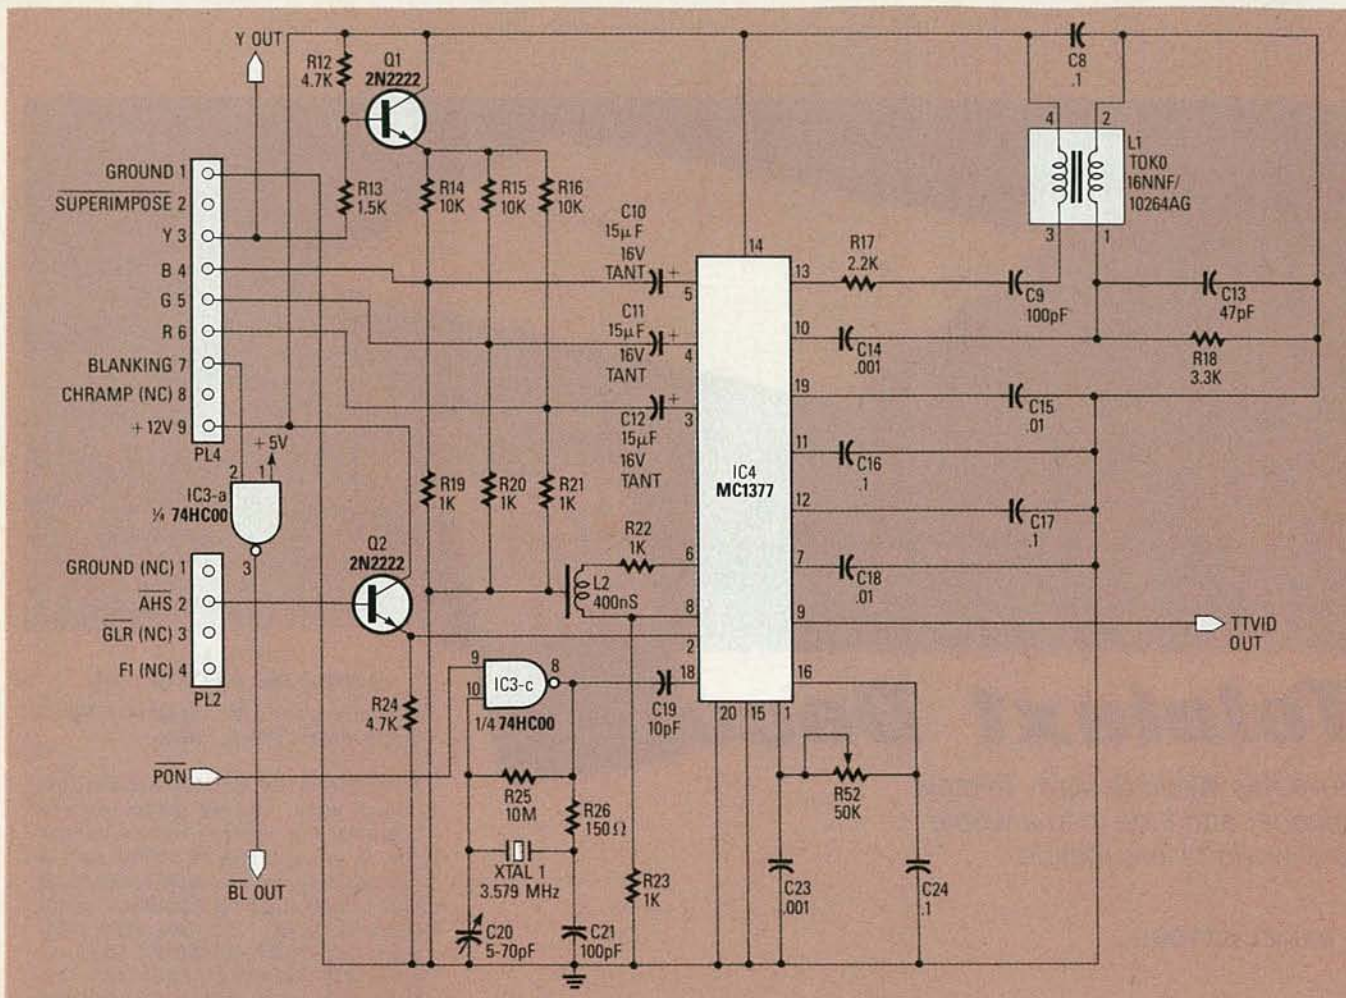 Y OUT
R12
4.7K
Q1
2N2222
C8
.1
4
2
L1
TOKO
16NNF/
10264AG
3
1
GROUND 1
SUPERIMPOSE 2
Y 3
B 4
G 5
R 6
BLANKING 7
CHRAMP (NC) 8
+12V 9
PL4
R13
1.5K
R14
10K
R15
10K
R16
10K
C10
15μF
16V
TANT
+
5
C11
15μF
16V
TANT
+
4
C12
15μF
16V
TANT
+
3
14
13
R17
2.2K
C9
100pF
C13
47pF
10
C14
.001
R18
3.3K
19
C15
.01
11
C16
.1
12
C17
.1
7
C18
.01
9
TTVID
OUT
16
IC4
MC1377
+5V
2
1
IC3-a
¼ 74HC00
3
R19
1K
R20
1K
R21
1K
R22
1K
6
L2
400nS
8
2
18
GROUND (NC) 1
AHS 2
GLR (NC) 3
F1 (NC) 4
PL2
Q2
2N2222
9
10
IC3-c
8
1/4 74HC00
C19
10pF
20
15
1
R24
4.7K
PON
R25
10M
R26
150Ω
R52
50K
XTAL 1
3.579 MHz
R23
1K
C23
.001
C24
.1
BL OUT
C20
5-70pF
C21
100pF